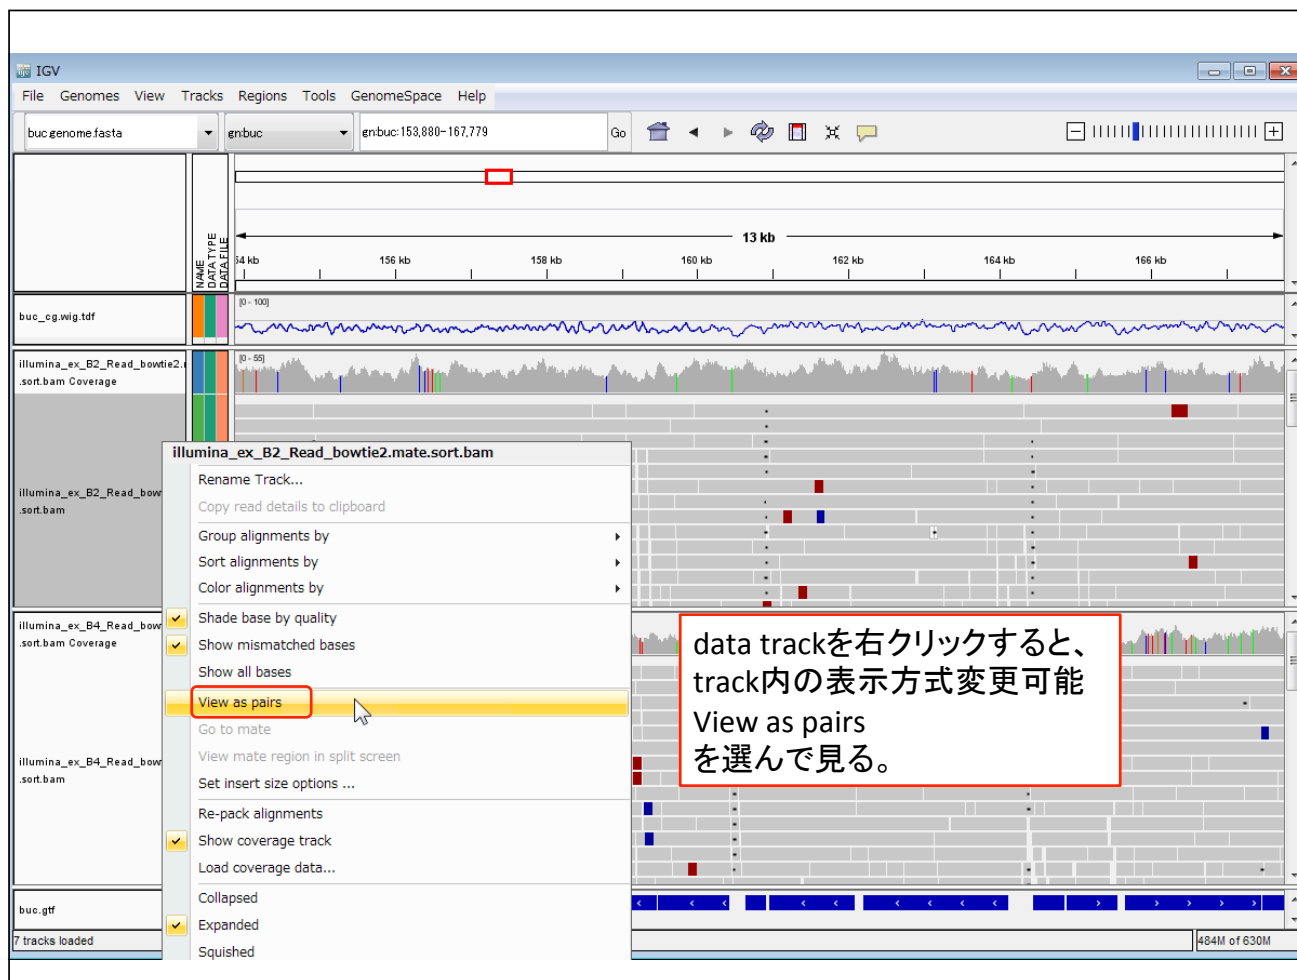 IGV
File Genomes View Tracks Regions Tools GenomeSpace Help
buc.genome.fasta
gn:buc
gn:buc:153,880-167,779
Go
NAME
DATA TYPE
DATA FILE
13 kb
54 kb 156 kb 158 kb 160 kb 162 kb 164 kb 166 kb
buc_cg.wig.tdf
[0 - 100]
illumina_ex_B2_Read_bowtie2.
.sort.bam Coverage
[0 - 55]
illumina_ex_B2_Read_bow
.sort.bam
illumina_ex_B2_Read_bowtie2.mate.sort.bam
Rename Track...
Copy read details to clipboard
Group alignments by
Sort alignments by
Color alignments by
Shade base by quality
Show mismatched bases
Show all bases
View as pairs
Go to mate
View mate region in split screen
Set insert size options ...
Re-pack alignments
Show coverage track
Load coverage data...
Collapsed
Expanded
Squished
data trackを右クリックすると、
track内の表示方式変更可能
View as pairs
を選んで見る。
illumina_ex_B4_Read_bow
.sort.bam Coverage
illumina_ex_B4_Read_bow
.sort.bam
buc.gtf
7 tracks loaded
484M of 630M